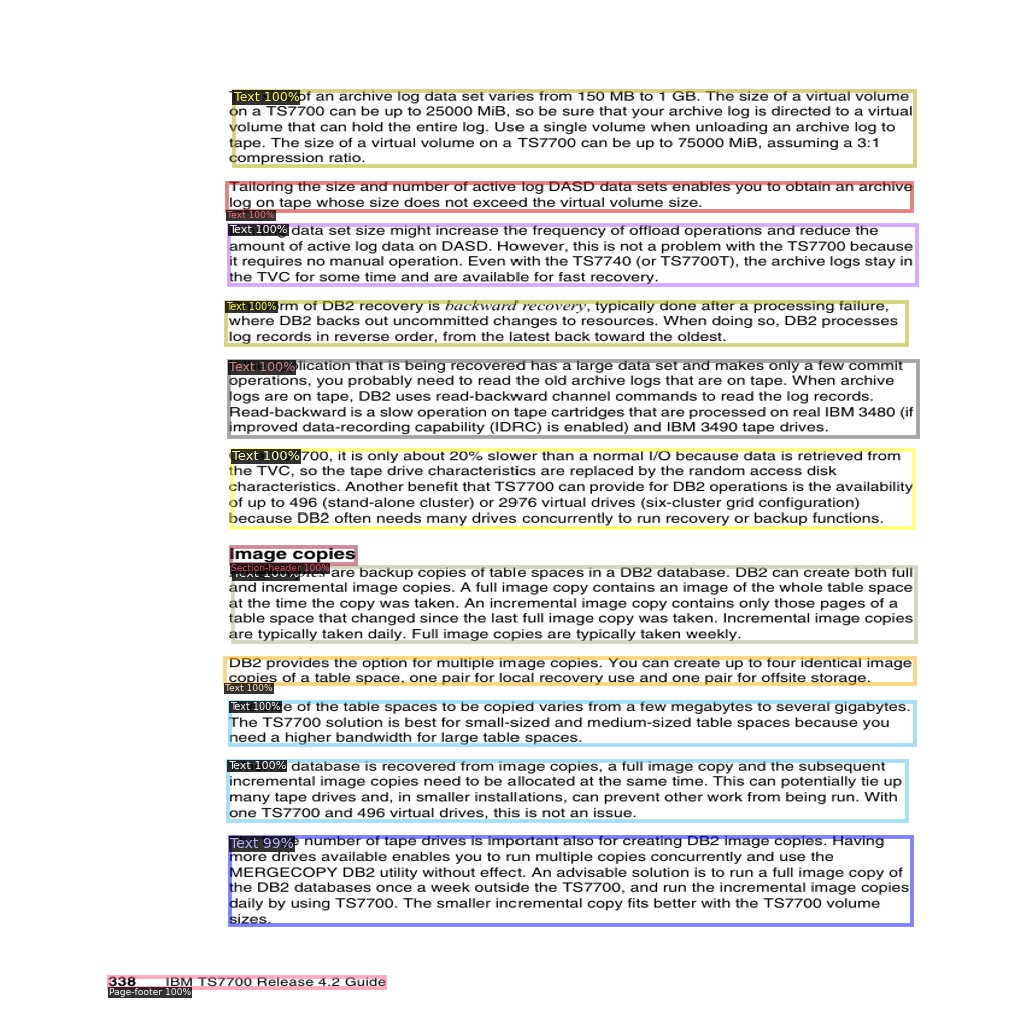 Text 100% of an archive log data set varies from 150 MB to 1 GB. The size of a virtual volume
on a TS7700 can be up to 25000 MiB, so be sure that your archive log is directed to a virtual
volume that can hold the entire log. Use a single volume when unloading an archive log to
tape. The size of a virtual volume on a TS7700 can be up to 75000 MiB, assuming a 3:1
compression ratio.
Tailoring the size and number of active log DASD data sets enables you to obtain an archive
log on tape whose size does not exceed the virtual volume size.
Text 100%
Text 100% data set size might increase the frequency of offload operations and reduce the
amount of active log data on DASD. However, this is not a problem with the TS7700 because
it requires no manual operation. Even with the TS7740 (or TS7700T), the archive logs stay in
the TVC for some time and are available for fast recovery.
Text 100% of DB2 recovery is backward recovery, typically done after a processing failure,
where DB2 backs out uncommitted changes to resources. When doing so, DB2 processes
log records in reverse order, from the latest back toward the oldest.
Text 100% that is being recovered has a large data set and makes only a few commit
operations, you probably need to read the old archive logs that are on tape. When archive
logs are on tape, DB2 uses read-backward channel commands to read the log records.
Read-backward is a slow operation on tape cartridges that are processed on real IBM 3480 (if
improved data-recording capability (IDRC) is enabled) and IBM 3490 tape drives.
Text 100% it is only about 20% slower than a normal I/O because data is retrieved from
the TVC, so the tape drive characteristics are replaced by the random access disk
characteristics. Another benefit that TS7700 can provide for DB2 operations is the availability
of up to 496 (stand-alone cluster) or 2976 virtual drives (six-cluster grid configuration)
because DB2 often needs many drives concurrently to run recovery or backup functions.
Image copies
Section-header 100%
Text 100% are backup copies of table spaces in a DB2 database. DB2 can create both full
and incremental image copies. A full image copy contains an image of the whole table space
at the time the copy was taken. An incremental image copy contains only those pages of a
table space that changed since the last full image copy was taken. Incremental image copies
are typically taken daily. Full image copies are typically taken weekly.
DB2 provides the option for multiple image copies. You can create up to four identical image
copies of a table space, one pair for local recovery use and one pair for offsite storage.
Text 100%
Text 100% of the table spaces to be copied varies from a few megabytes to several gigabytes.
The TS7700 solution is best for small-sized and medium-sized table spaces because you
need a higher bandwidth for large table spaces.
Text 100% database is recovered from image copies, a full image copy and the subsequent
incremental image copies need to be allocated at the same time. This can potentially tie up
many tape drives and, in smaller installations, can prevent other work from being run. With
one TS7700 and 496 virtual drives, this is not an issue.
Text 99% number of tape drives is important also for creating DB2 image copies. Having
more drives available enables you to run multiple copies concurrently and use the
MERGECOPY DB2 utility without effect. An advisable solution is to run a full image copy of
the DB2 databases once a week outside the TS7700, and run the incremental image copies
daily by using TS7700. The smaller incremental copy fits better with the TS7700 volume
sizes.
338 IBM TS7700 Release 4.2 Guide
Page-footer 100%